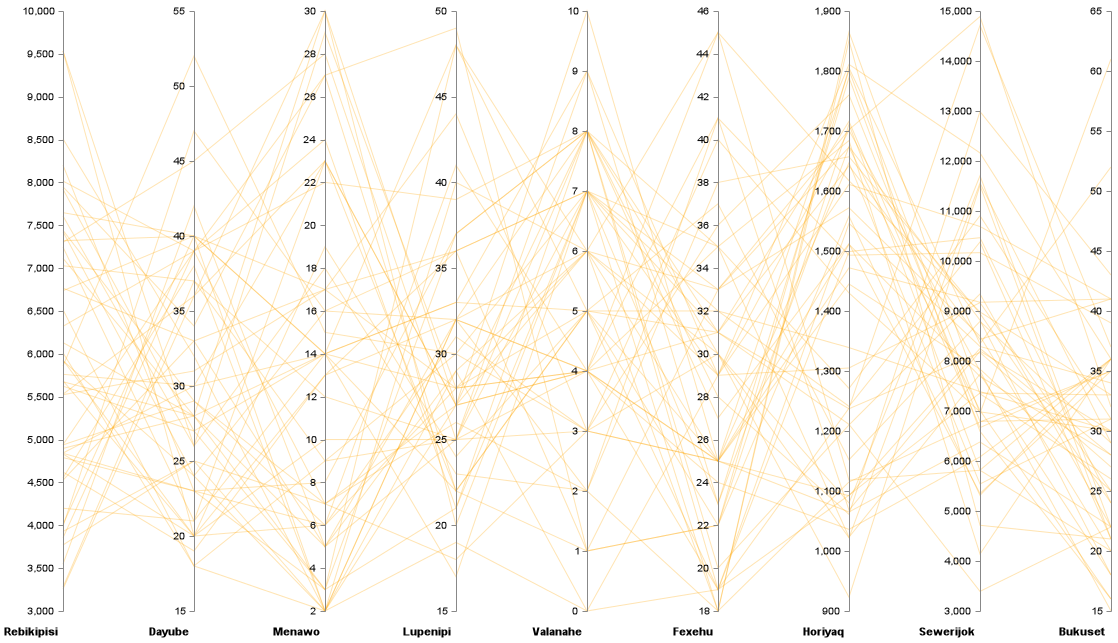 10,000 55 30 50 10 46 1,900 15,000 65
9,500 50 28 45 9 44 1,800 14,000 60
9,000 45 26 40 8 42 1,700 13,000 55
8,500 40 24 35 7 40 1,600 12,000 50
8,000 35 22 30 6 38 1,500 11,000 45
7,500 30 20 25 5 36 1,400 10,000 40
7,000 25 18 20 4 34 1,300 9,000 35
6,500 20 16 15 3 32 1,200 8,000 30
6,000 15 14 2 30 1,100 7,000 25
5,500 12 1 28 1,000 6,000 20
5,000 10 0 26 900 5,000 15
4,500 8 24 4,000
4,000 6 22 3,000
3,500 4 20
3,000 2 18
Rebikipisi Dayube Menawo Lupenipi Valanahe Fexehu Horiyaq Sewerijok Bukuset